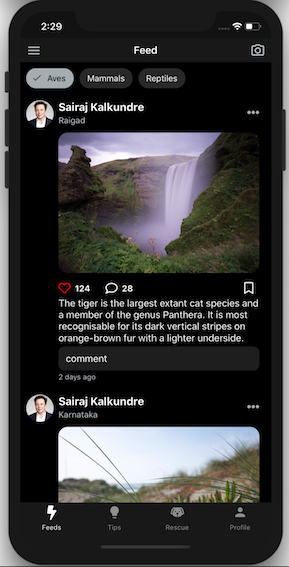 2:29
Feed
Aves Mammals Reptiles
Sairaj Kalkundre
Raigad
124 28
The tiger is the largest extant cat species and
a member of the genus Panthera. It is most
recognisable for its dark vertical stripes on
orange-brown fur with a lighter underside.
comment
2 days ago
Sairaj Kalkundre
Karnataka
Feeds Tips Rescue Profile